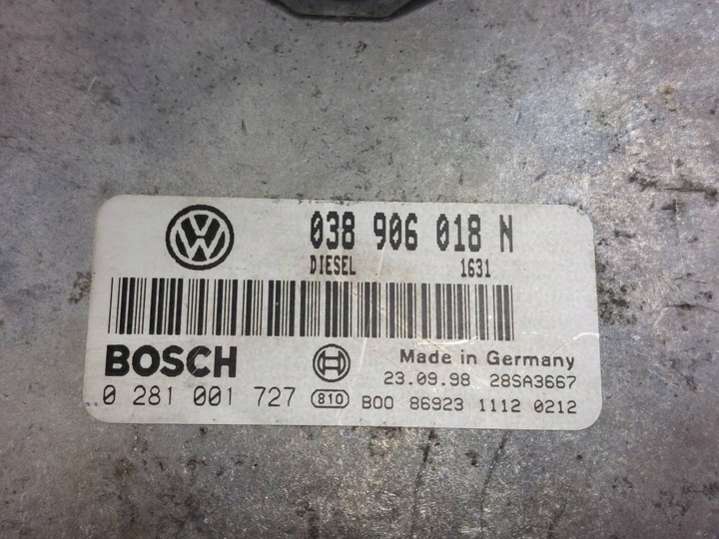 038 906 018 N
DIESEL 1631
BOSCH Made in Germany
23.09.98 28SA3667
0 281 001 727 810 B00 86923 1112 0212